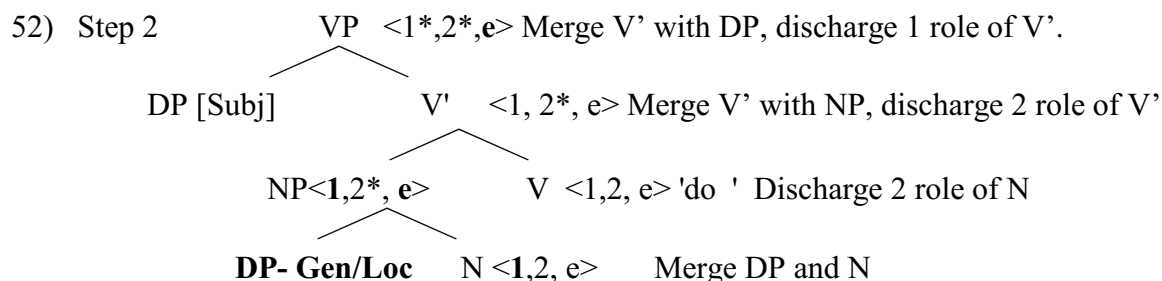 52) Step 2 VP <1*,2*,e> Merge V’ with DP, discharge 1 role of V’.
DP [Subj] V' <1, 2*, e> Merge V’ with NP, discharge 2 role of V’
NP<1,2*, e> V <1,2, e> 'do ' Discharge 2 role of N
DP- Gen/Loc N <1,2, e> Merge DP and N